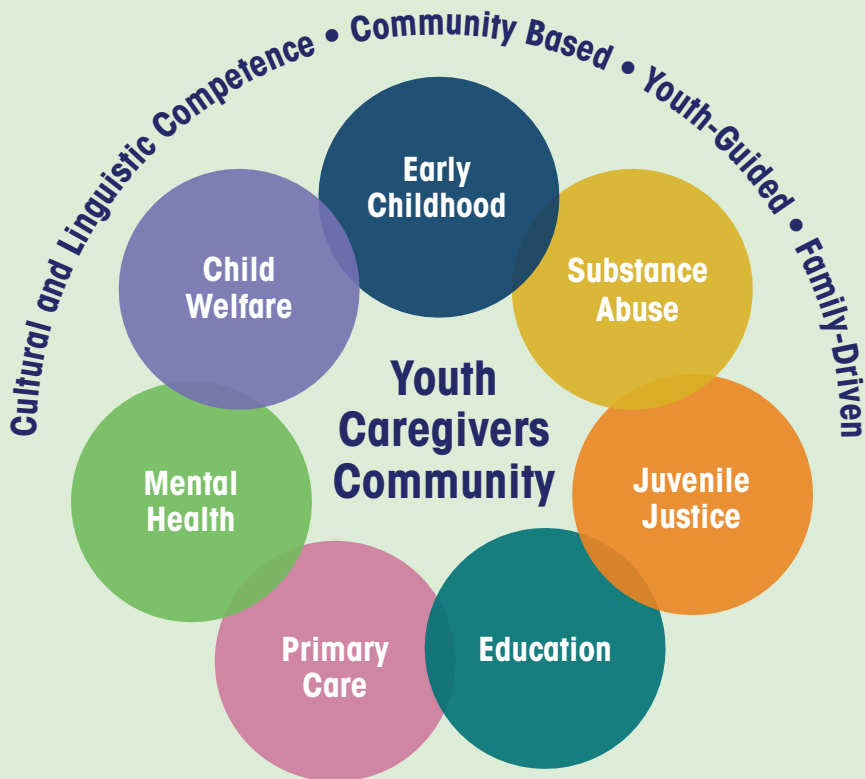 Cultural and Linguistic Competence • Community Based • Youth-Guided • Family-Driven
Early
Childhood
Child
Welfare
Substance
Abuse
Youth
Caregivers
Community
Mental
Health
Juvenile
Justice
Primary
Care
Education